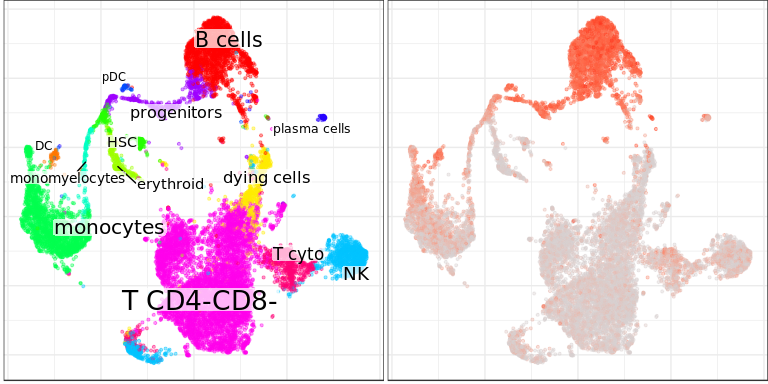 B cells
pDC
progenitors
plasma cells
HSC
DC
monomyelocytes
erythroid
dying cells
monocytes
T cyto
NK
T CD4-CD8-